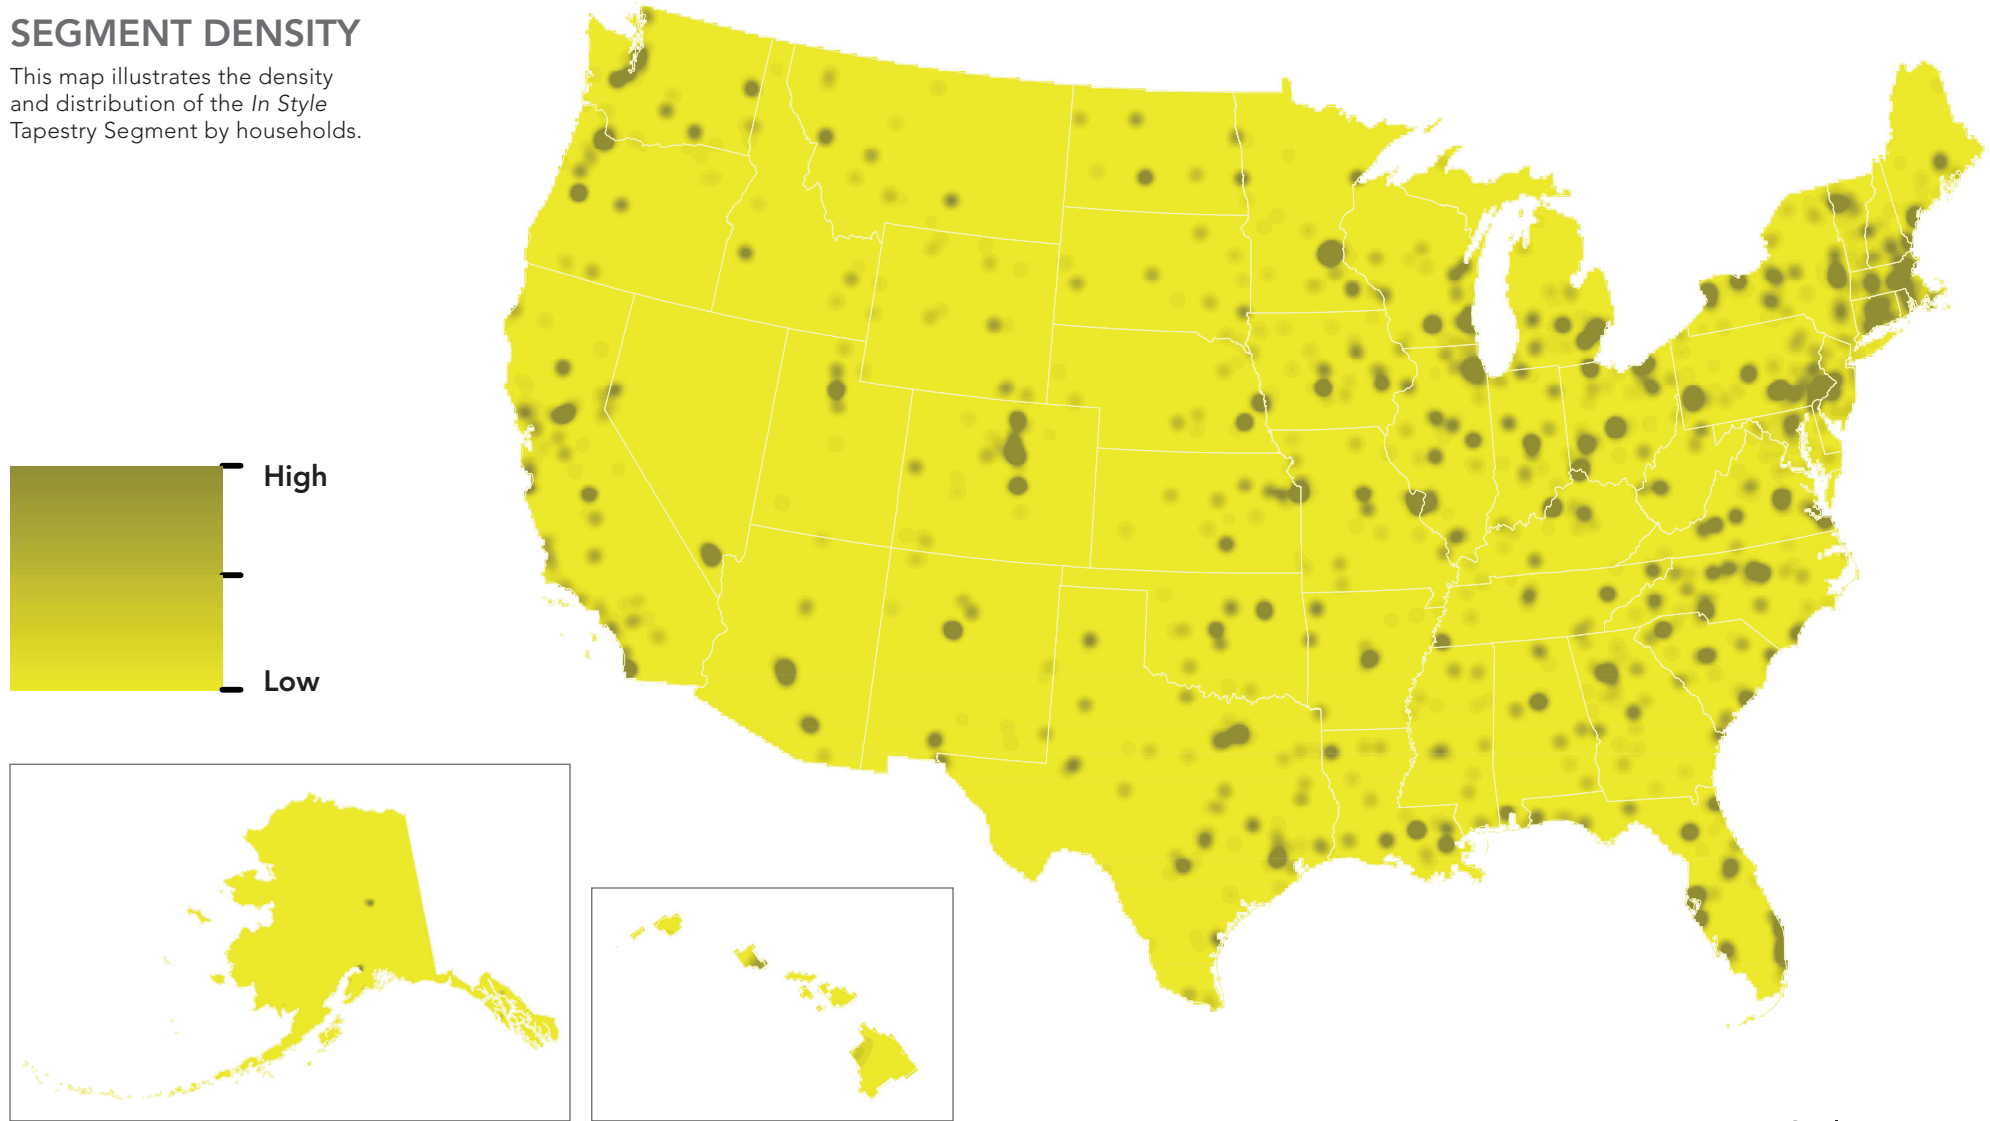 SEGMENT DENSITY
This map illustrates the density
and distribution of the In Style
Tapestry Segment by households.
High
Low